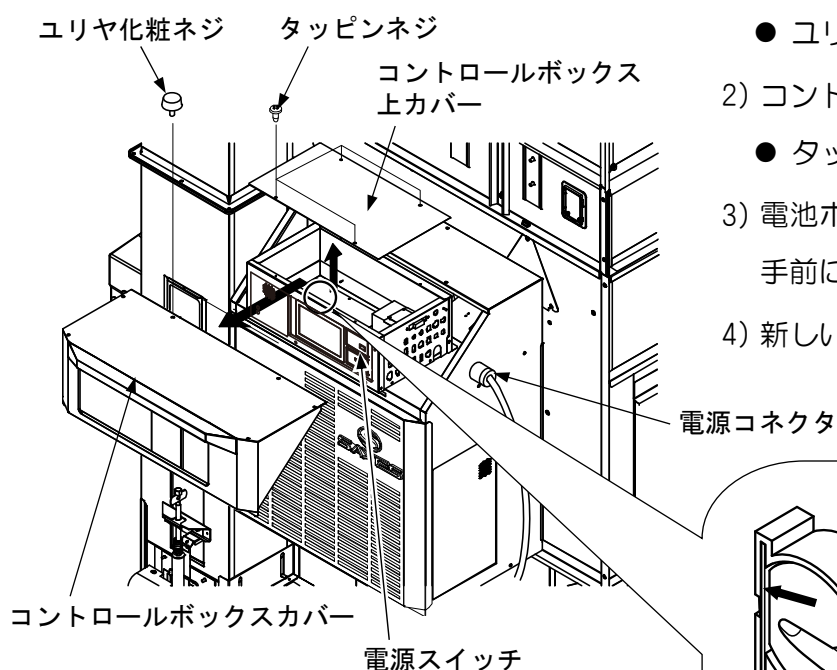 ユリヤ化粧ネジ
タッピンネジ
コントロールボックス
上カバー
電源コネクタ
コントロールボックスカバー
電源スイッチ
● ユリ
2) コント
● タッ
3) 電池ボ
手前に
4) 新しい